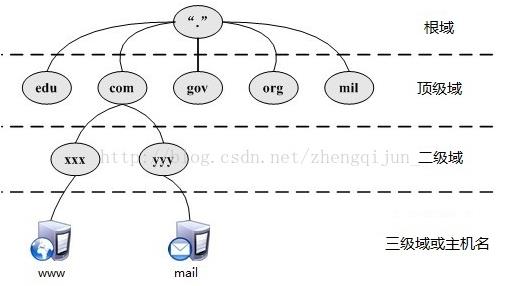 “.” 根域
edu com gov org mil 顶级域
xxx yyy 二级域
http://blog.csdn.net/zhengqijun_
三级域或主机名
www mail